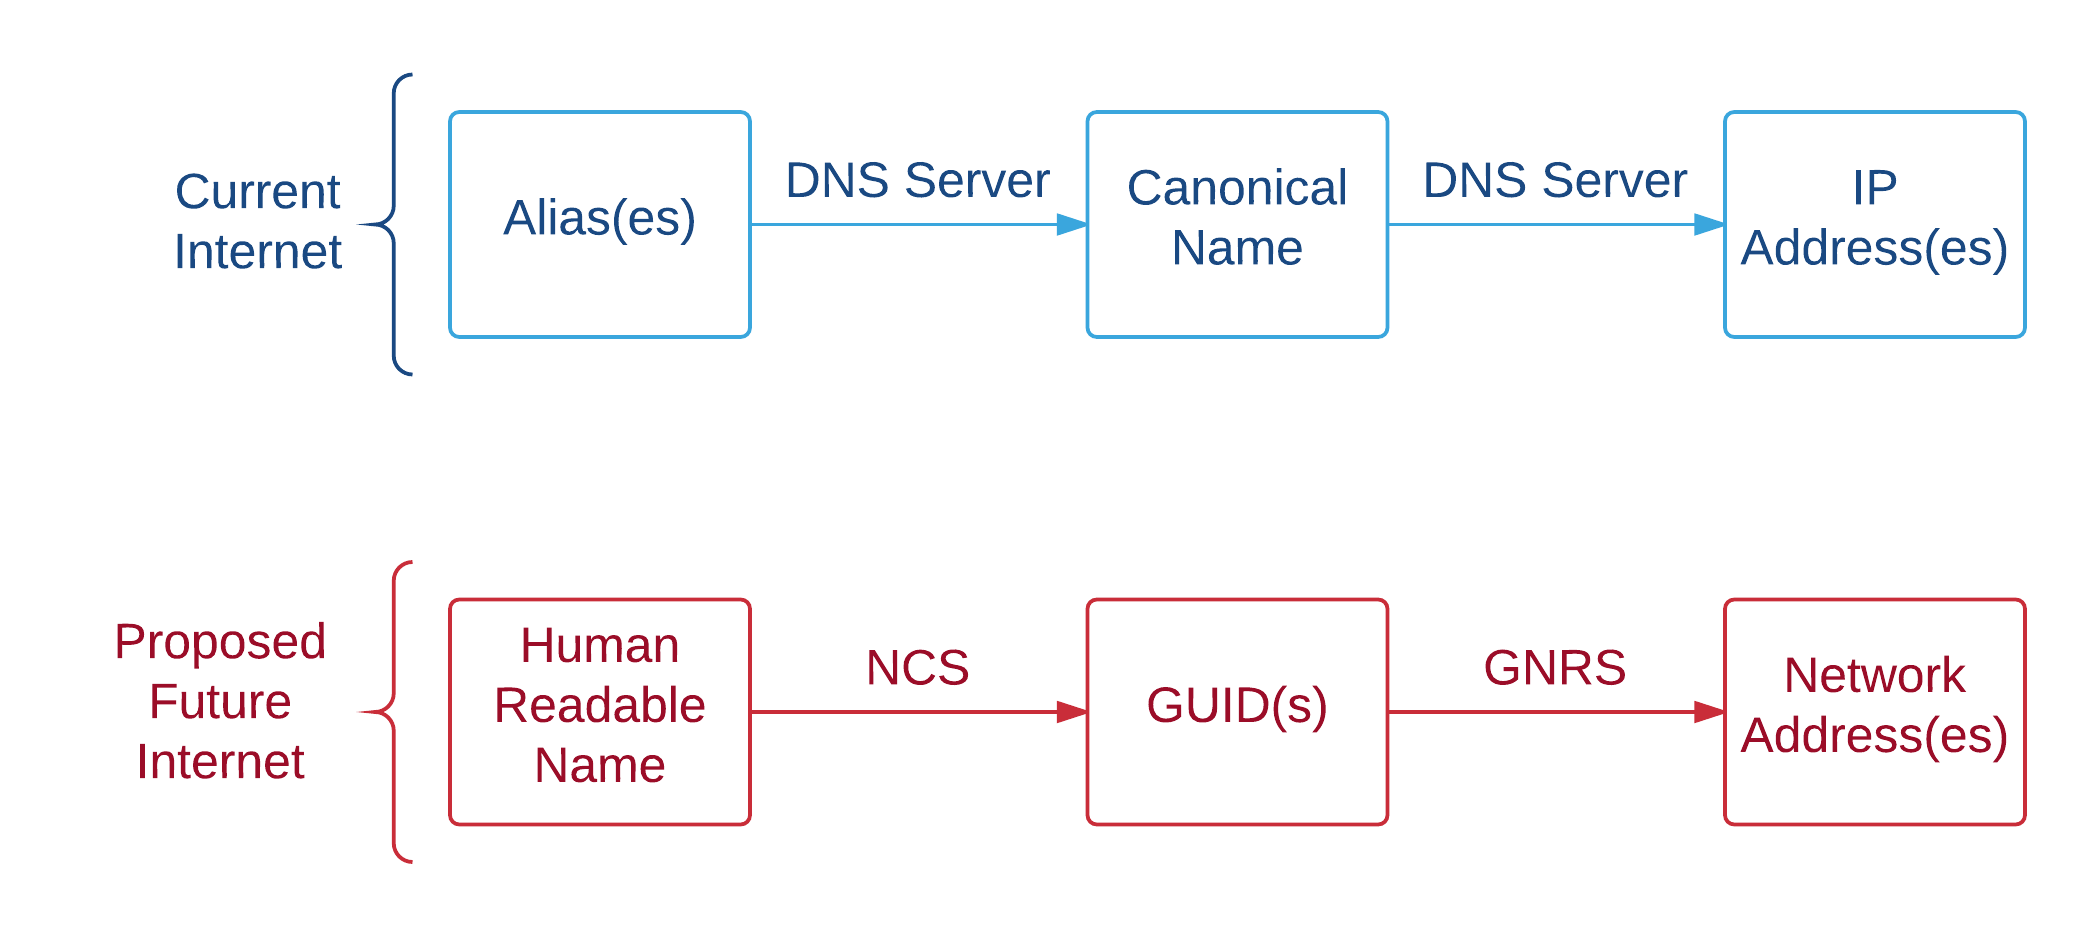 Current
Internet
Alias(es)
DNS Server
Canonical
Name
DNS Server
IP
Address(es)
Proposed
Future
Internet
Human
Readable
Name
NCS
GUID(s)
GNRS
Network
Address(es)